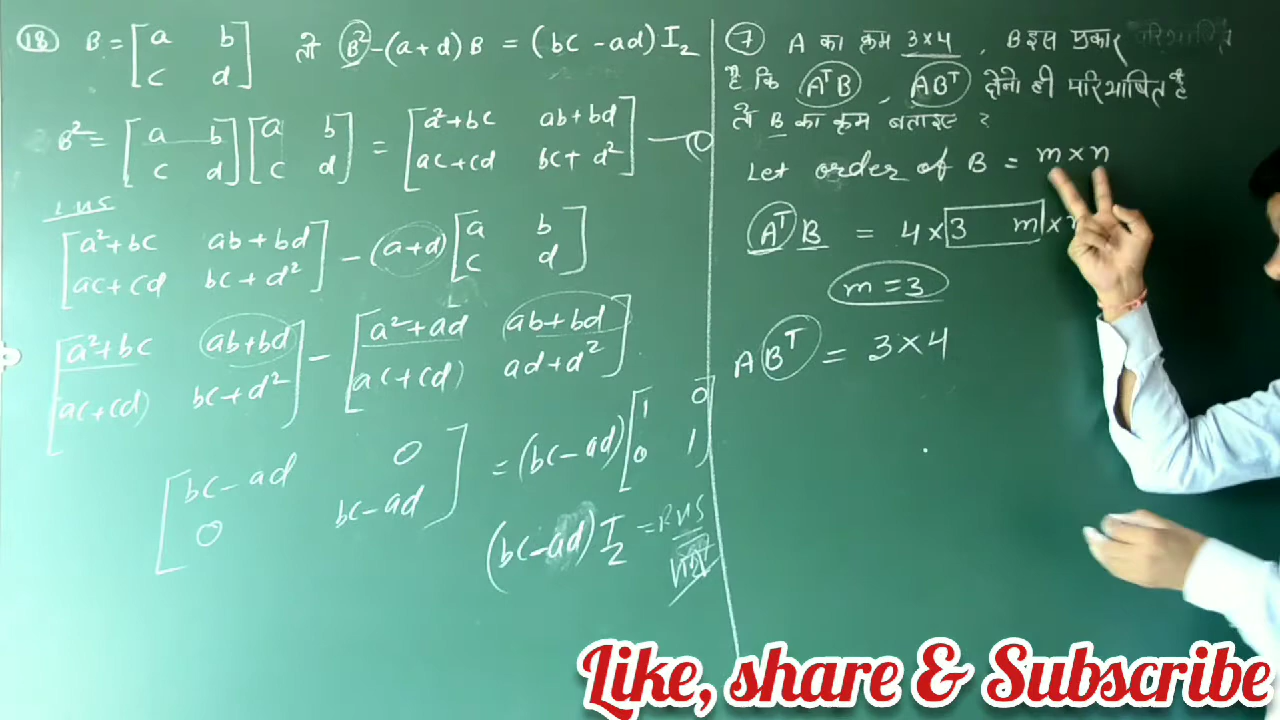 18 B = [a b
c d] तो B² - (a+d) B = (bc - ad) I₂
B² = [a b
c d] [a b
c d] = [a²+bc ab+bd
ac+cd bc+d²] — 1
LHS
[a²+bc ab+bd
ac+cd bc+d²] - (a+d) [a b
c d]
[a²+bc ab+bd
ac+cd) bc+d²] - [a²+ad ab+bd
ac+cd) ad+d²]
[bc-ad 0
0 bc-ad] = (bc-ad) [1 0
0 1]
(bc-ad) I₂ = RHS
7 A का क्रम 3×4 , B इस प्रकार परिभाषित
है कि AᵀB , ABᵀ दोनो ही परिभाषित है
तो B का क्रम बताइए ?
Let order of B = m × n
AᵀB = 4×3 m×
m = 3
ABᵀ = 3×4
Like, share & Subscribe